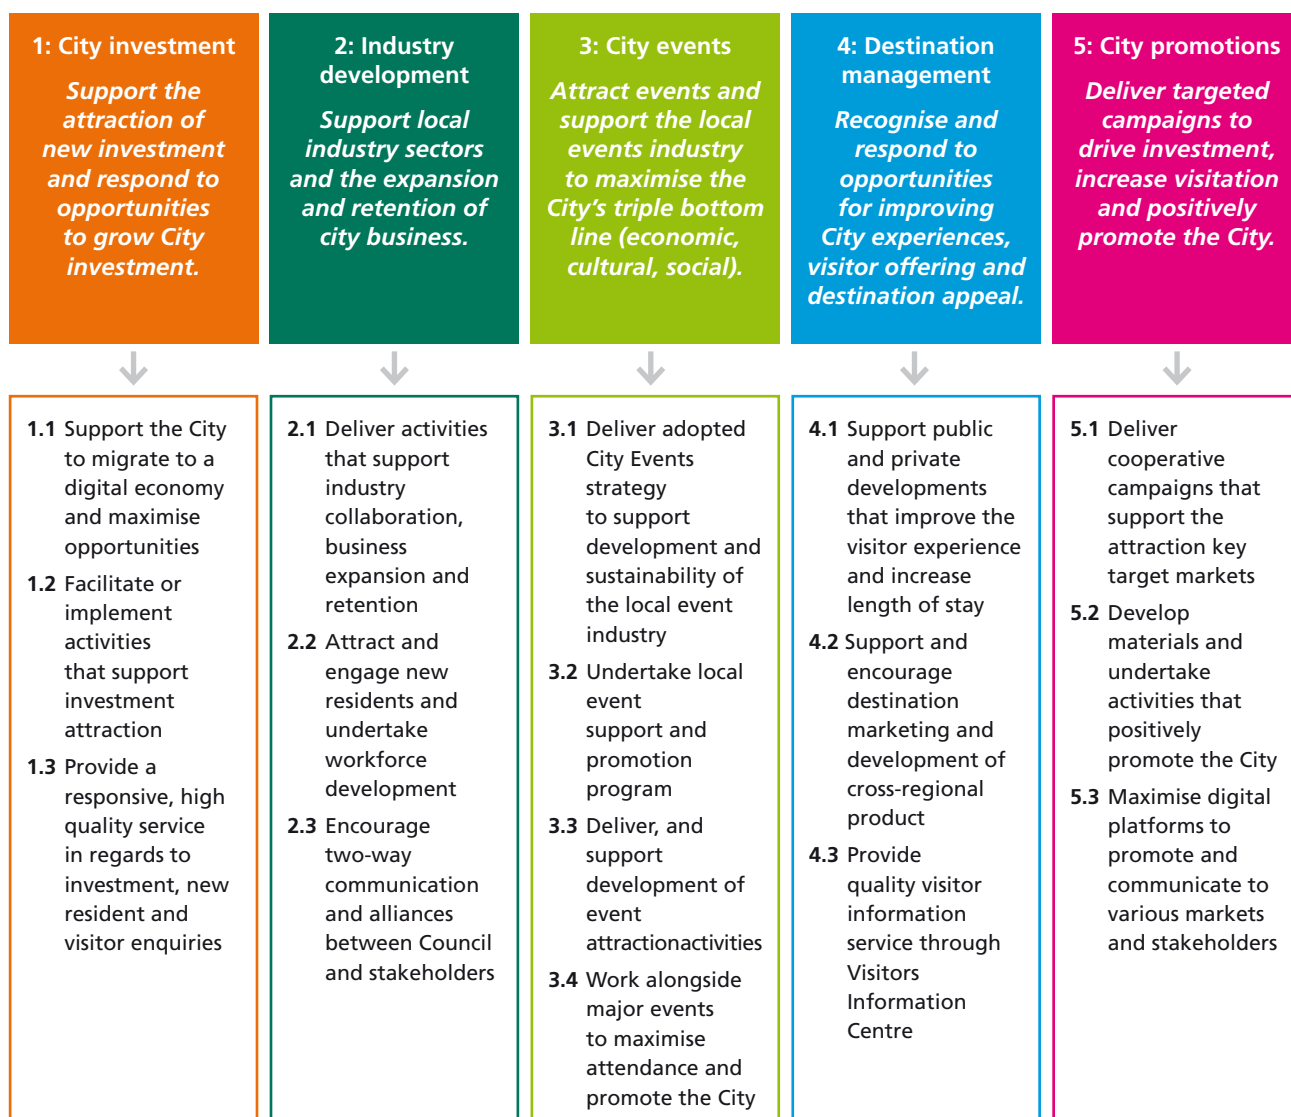 1: City investment
Support the
attraction of
new investment
and respond to
opportunities
to grow City
investment.
2: Industry
development
Support local
industry sectors
and the expansion
and retention of
city business.
3: City events
Attract events and
support the local
events industry
to maximise the
City's triple bottom
line (economic,
cultural, social).
4: Destination
management
Recognise and
respond to
opportunities
for improving
City experiences,
visitor offering and
destination appeal.
5: City promotions
Deliver targeted
campaigns to
drive investment,
increase visitation
and positively
promote the City.
1.1 Support the City
to migrate to a
digital economy
and maximise
opportunities
1.2 Facilitate or
implement
activities
that support
investment
attraction
1.3 Provide a
responsive, high
quality service
in regards to
investment, new
resident and
visitor enquiries
2.1 Deliver activities
that support
industry
collaboration,
business
expansion and
retention
2.2 Attract and
engage new
residents and
undertake
workforce
development
2.3 Encourage
two-way
communication
and alliances
between Council
and stakeholders
3.1 Deliver adopted
City Events
strategy
to support
development and
sustainability of
the local event
industry
3.2 Undertake local
event
support and
promotion
program
3.3 Deliver, and
support
development of
event
attractionactivities
3.4 Work alongside
major events
to maximise
attendance and
promote the City
4.1 Support public
and private
developments
that improve the
visitor experience
and increase
length of stay
4.2 Support and
encourage
destination
marketing and
development of
cross-regional
product
4.3 Provide
quality visitor
information
service through
Visitors
Information
Centre
5.1 Deliver
cooperative
campaigns that
support the
attraction key
target markets
5.2 Develop
materials and
undertake
activities that
positively
promote the City
5.3 Maximise digital
platforms to
promote and
communicate to
various markets
and stakeholders